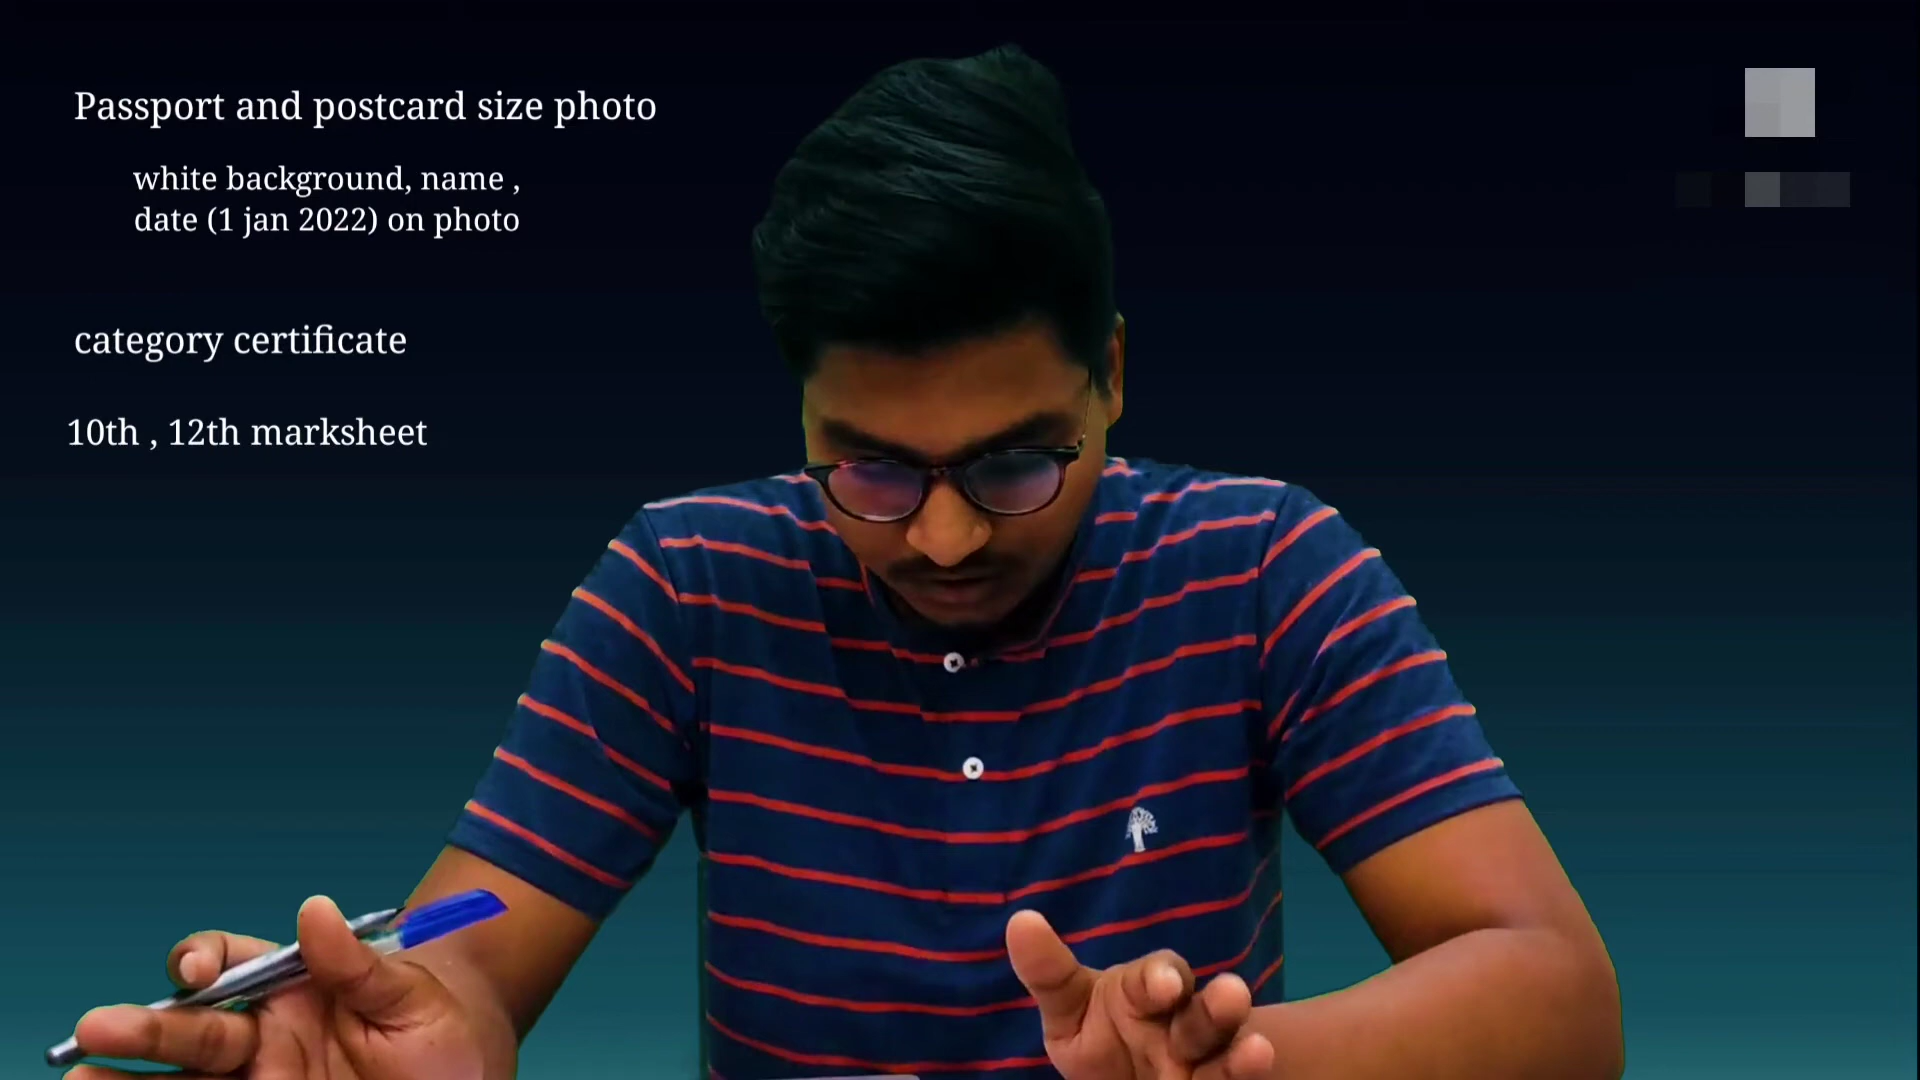 Passport and postcard size photo
white background, name ,
date (1 jan 2022) on photo
category certificate
10th , 12th marksheet